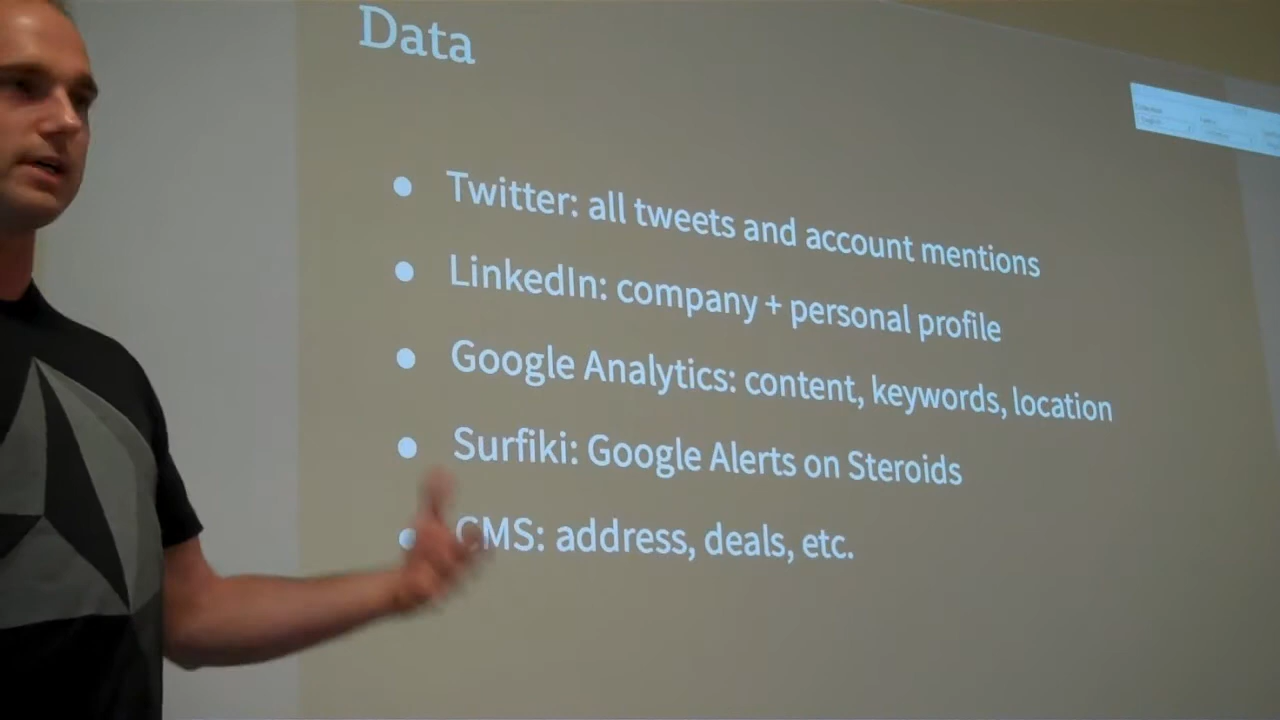 Data
Twitter: all tweets and account mentions
LinkedIn: company + personal profile
Google Analytics: content, keywords, location
Surfiki: Google Alerts on Steroids
CMS: address, deals, etc.